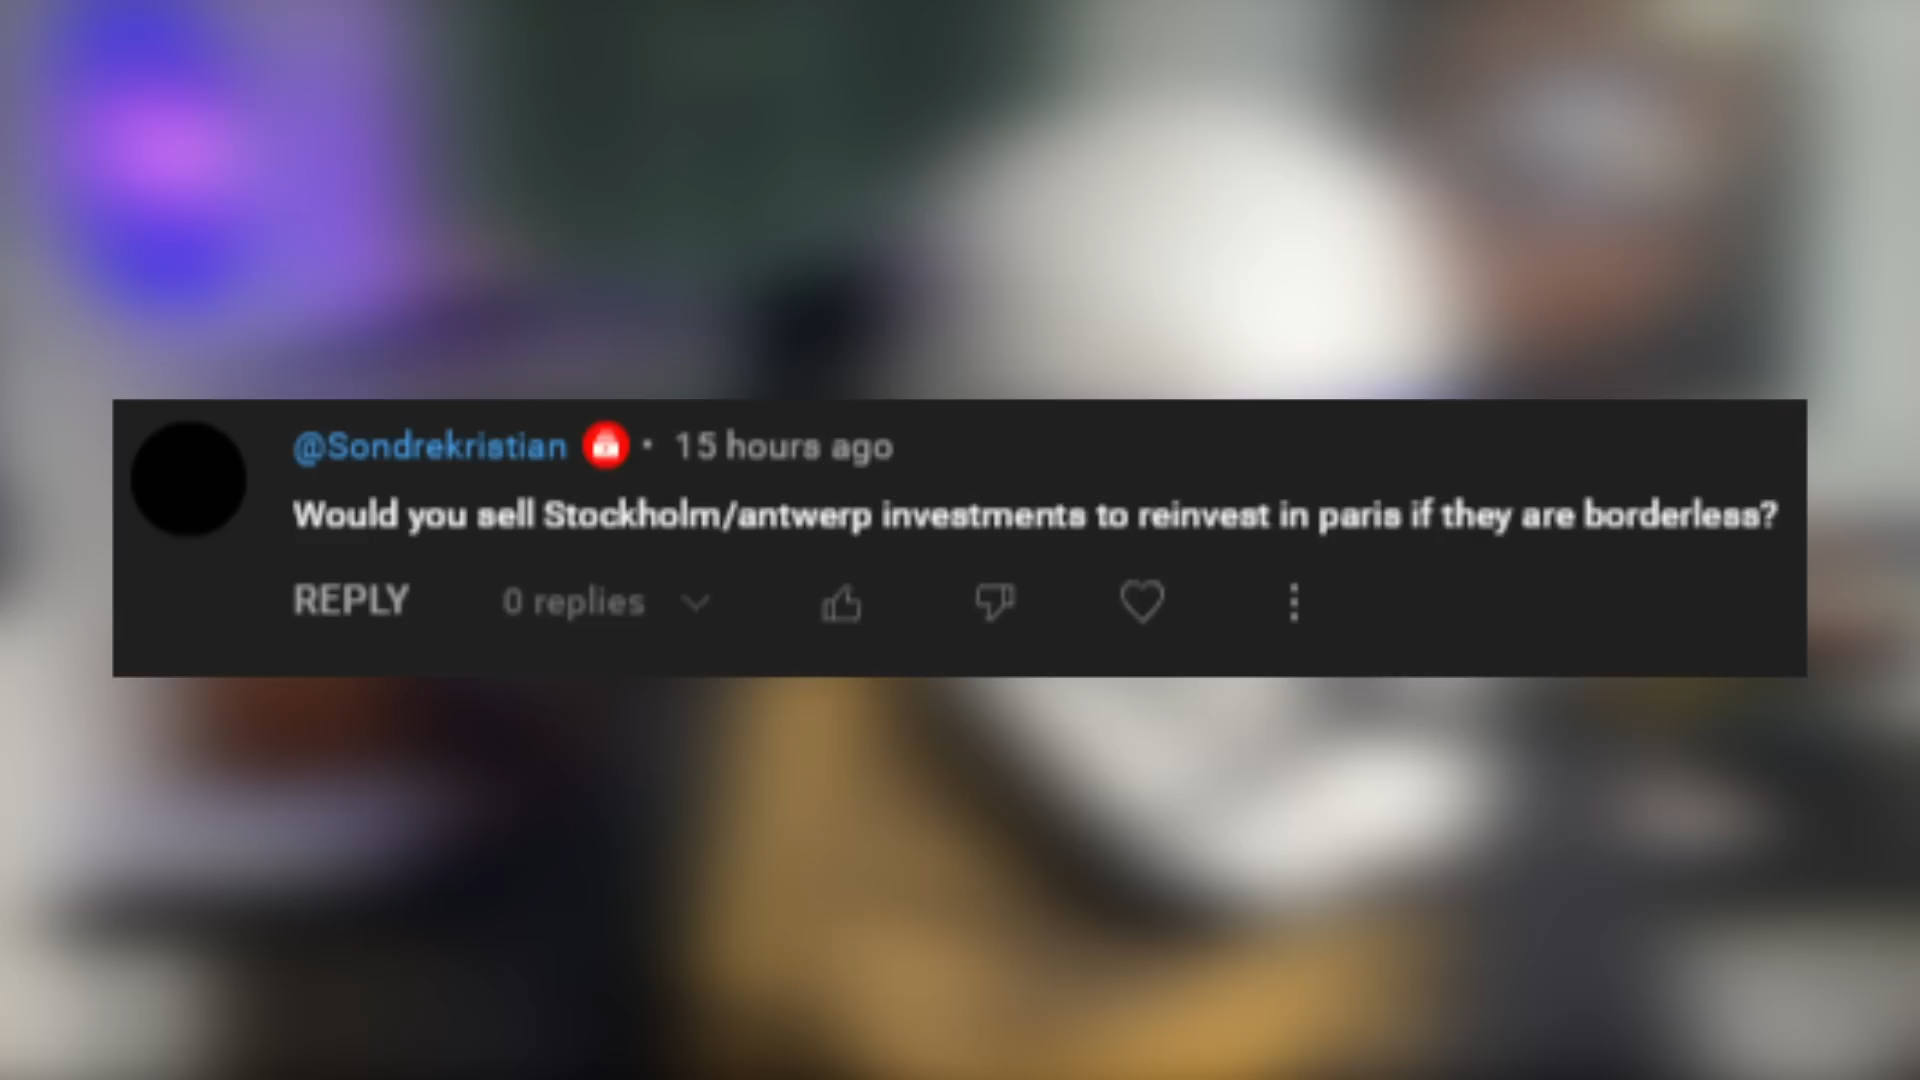 @Sondrekristian • 15 hours ago
Would you sell Stockholm/antwerp investments to reinvest in paris if they are borderless?
REPLY 0 replies